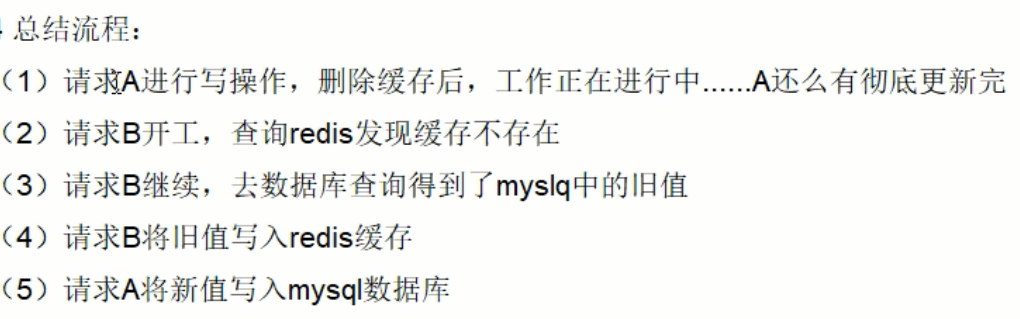 总结流程：
（1）请求A进行写操作，删除缓存后，工作正在进行中......A还么有彻底更新完
（2）请求B开工，查询redis发现缓存不存在
（3）请求B继续，去数据库查询得到了myslq中的旧值
（4）请求B将旧值写入redis缓存
（5）请求A将新值写入mysql数据库